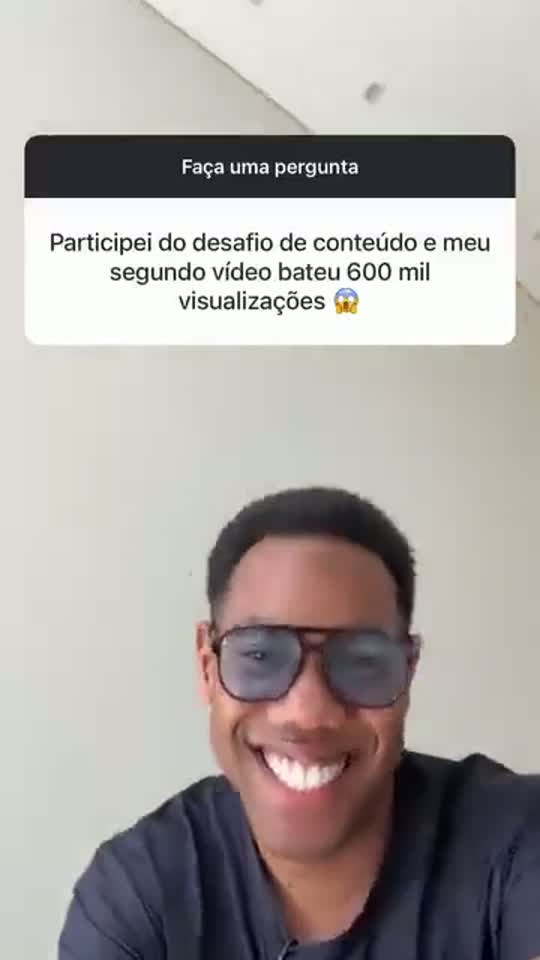 Faça uma pergunta
Participei do desafio de conteúdo e meu
segundo vídeo bateu 600 mil
visualizações 😱